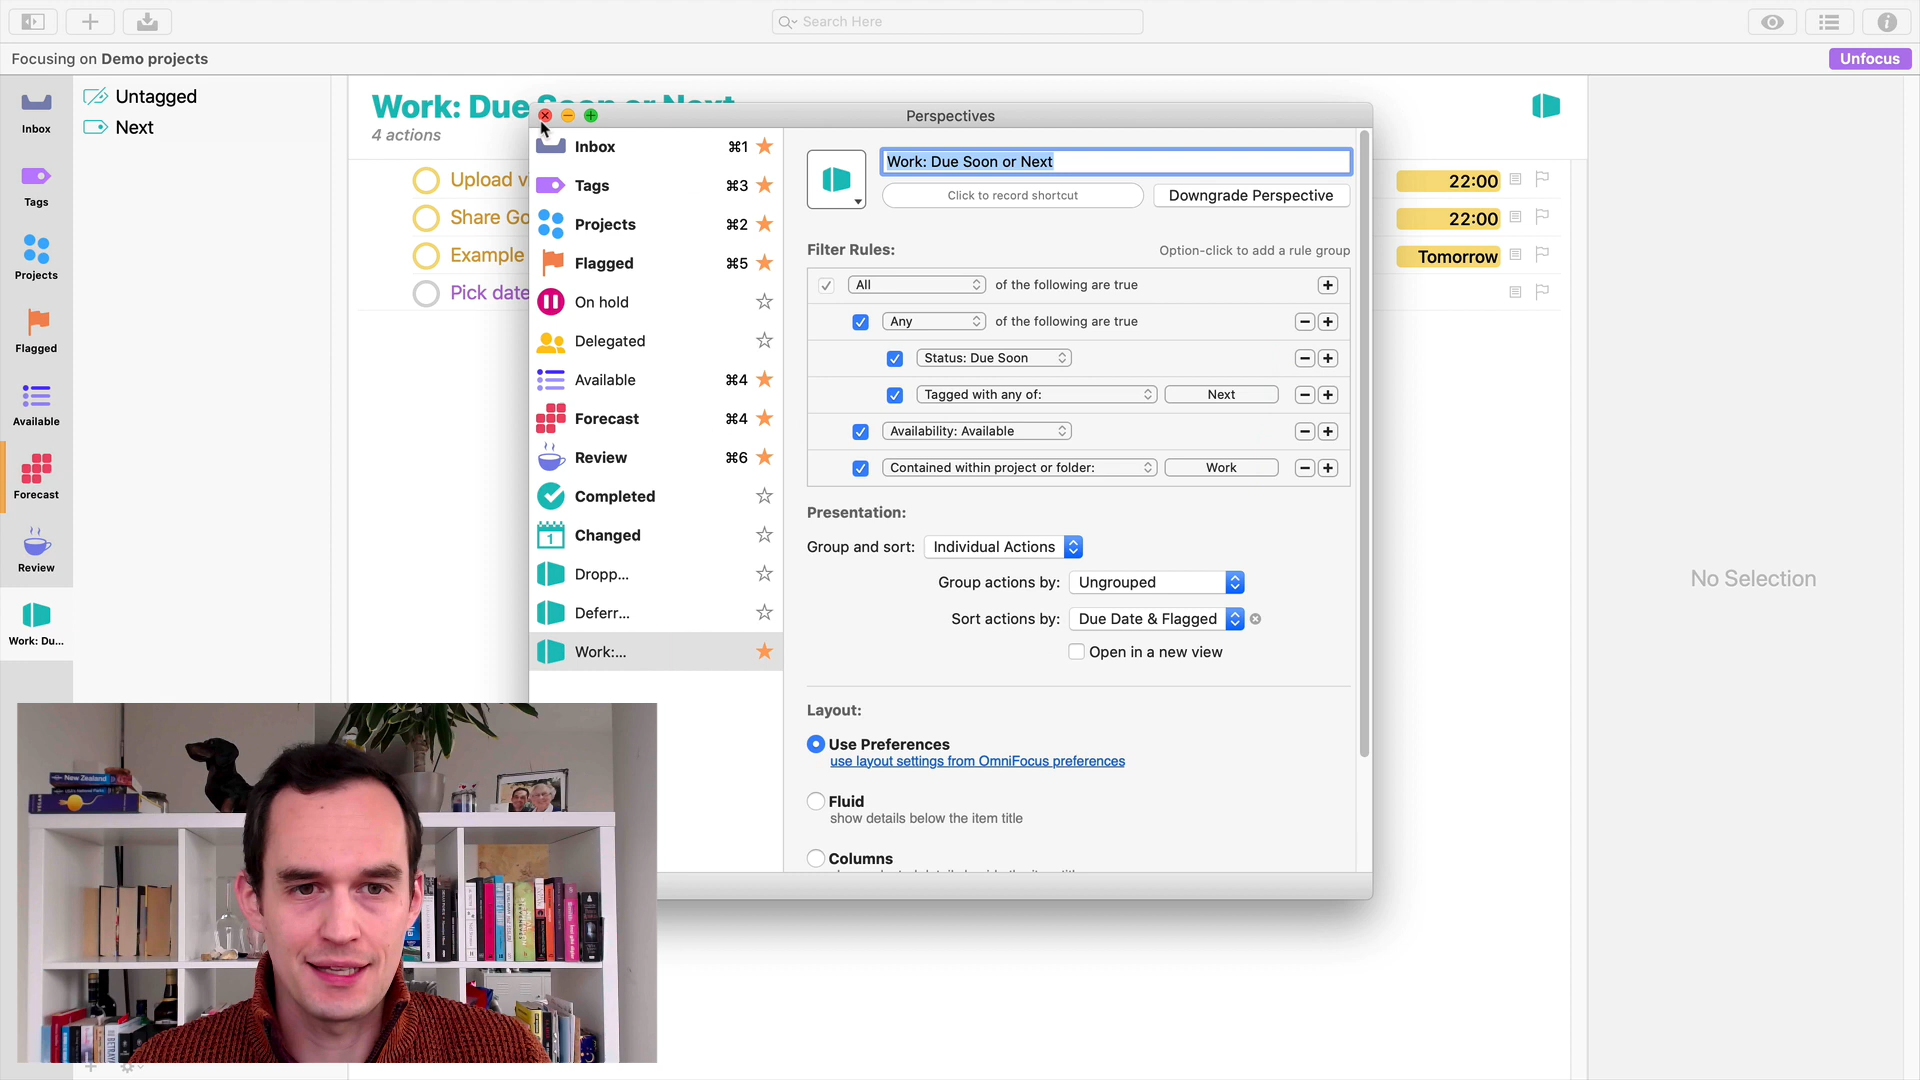 Search Here
Focusing on Demo projects
Unfocus
Inbox
Tags
Projects
Flagged
Available
Forecast
Review
Work: Du...
Untagged
Next
Work: Due Soon or Next
4 actions
Upload vi
Share Go
Example
Pick date
22:00
22:00
Tomorrow
No Selection
Perspectives
Inbox ⌘1
Tags ⌘3
Projects ⌘2
Flagged ⌘5
On hold
Delegated
Available ⌘4
Forecast ⌘4
Review ⌘6
Completed
1 Changed
Dropp...
Deferr...
Work:...
Work: Due Soon or Next
Click to record shortcut
Downgrade Perspective
Filter Rules:
Option-click to add a rule group
All of the following are true
Any of the following are true
Status: Due Soon
Tagged with any of: Next
Availability: Available
Contained within project or folder: Work
Presentation:
Group and sort: Individual Actions
Group actions by: Ungrouped
Sort actions by: Due Date & Flagged
Open in a new view
Layout:
Use Preferences
use layout settings from OmniFocus preferences
Fluid
show details below the item title
Columns
New Zealand